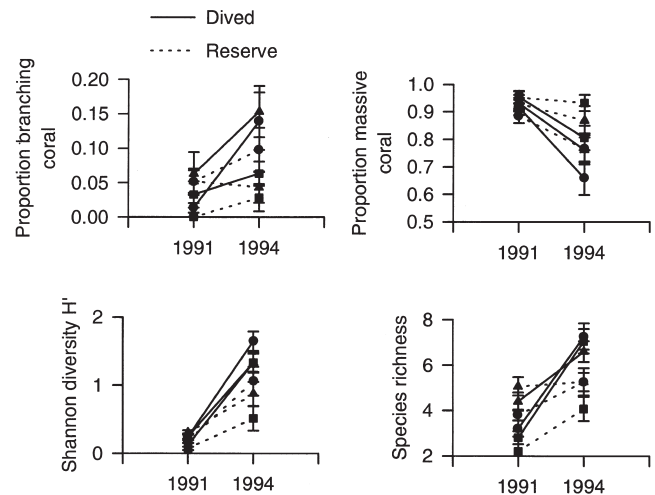 Dived
Reserve
Proportion branching
coral
0.20
0.15
0.10
0.05
0.00
1991 1994
Proportion massive
coral
1.0
0.9
0.8
0.7
0.6
0.5
1991 1994
Shannon diversity H'
2
1
0
1991 1994
Species richness
8
6
4
2
1991 1994